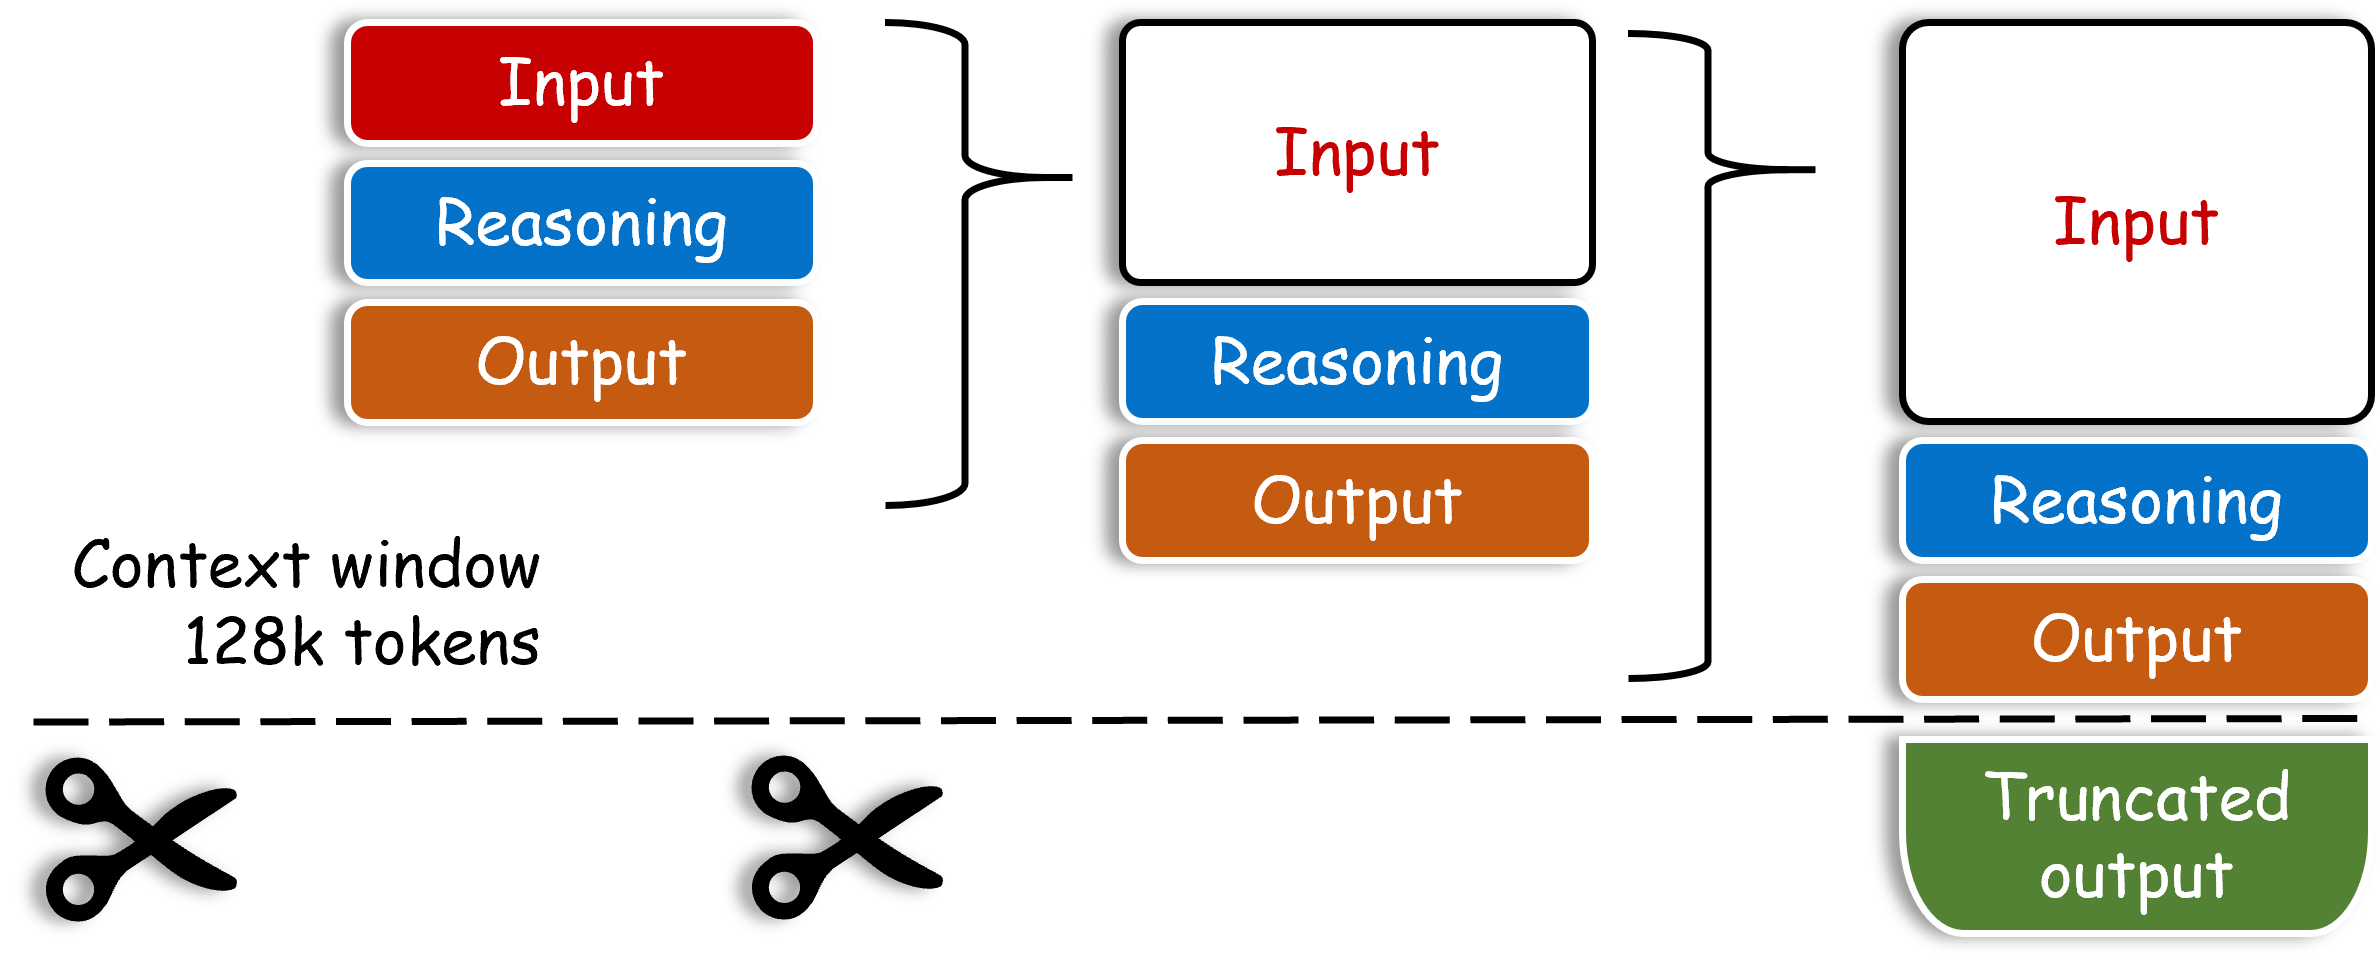 Input
Reasoning
Output
Input
Reasoning
Output
Input
Reasoning
Output
Context window
128k tokens
Truncated
output